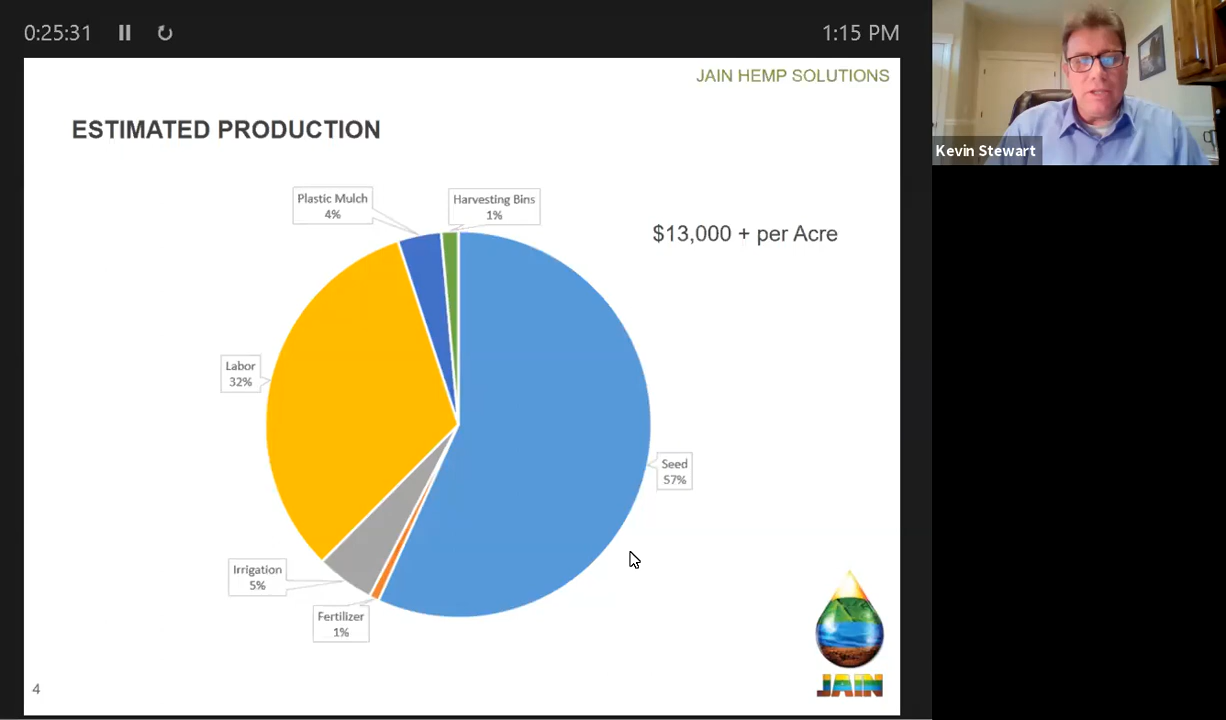 0:25:31
1:15 PM
JAIN HEMP SOLUTIONS
ESTIMATED PRODUCTION
Plastic Mulch
4%
Harvesting Bins
1%
$13,000 + per Acre
Labor
32%
Seed
57%
Irrigation
5%
Fertilizer
1%
JAIN
4
Kevin Stewart